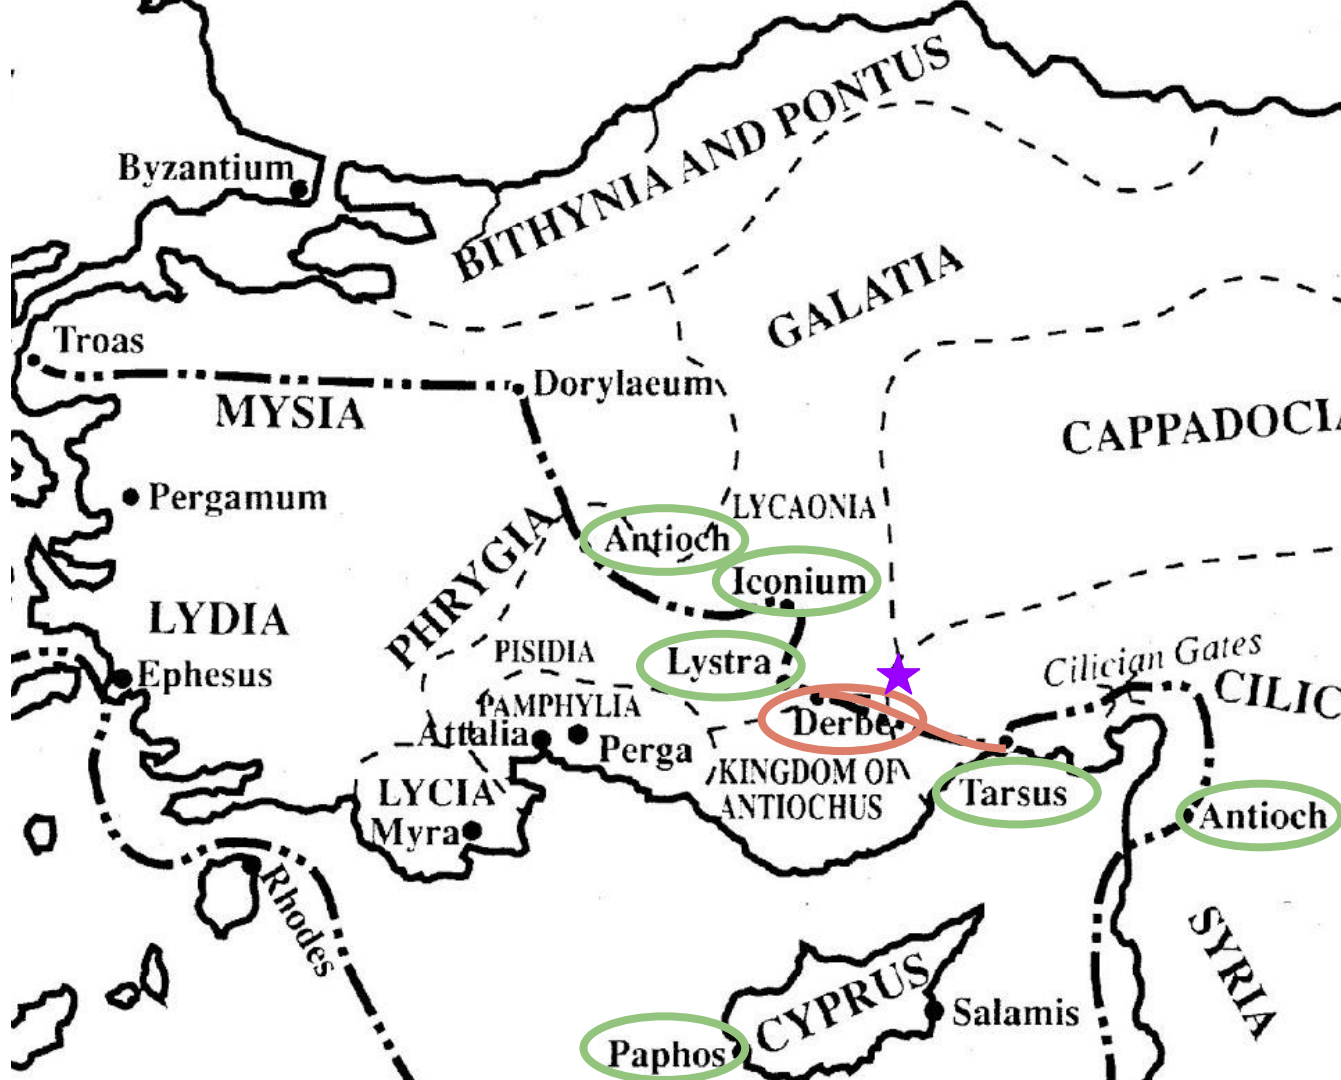 BITHYNIA AND PONTUS
Byzantium
GALATIA
Troas
Dorylaeum
MYSIA
CAPPADOCIA
Pergamum
LYCAONIA
PHRYGIA
Antioch
Iconium
LYDIA
PISIDIA
Lystra
Cilician Gates
Ephesus
CILIC
PAMPHYLIA
Attalia
Perga
Derbe
KINGDOM OF
ANTIOCHUS
LYCIA
Myra
Tarsus
Antioch
Rhodes
SYRIA
CYPRUS
Salamis
Paphos